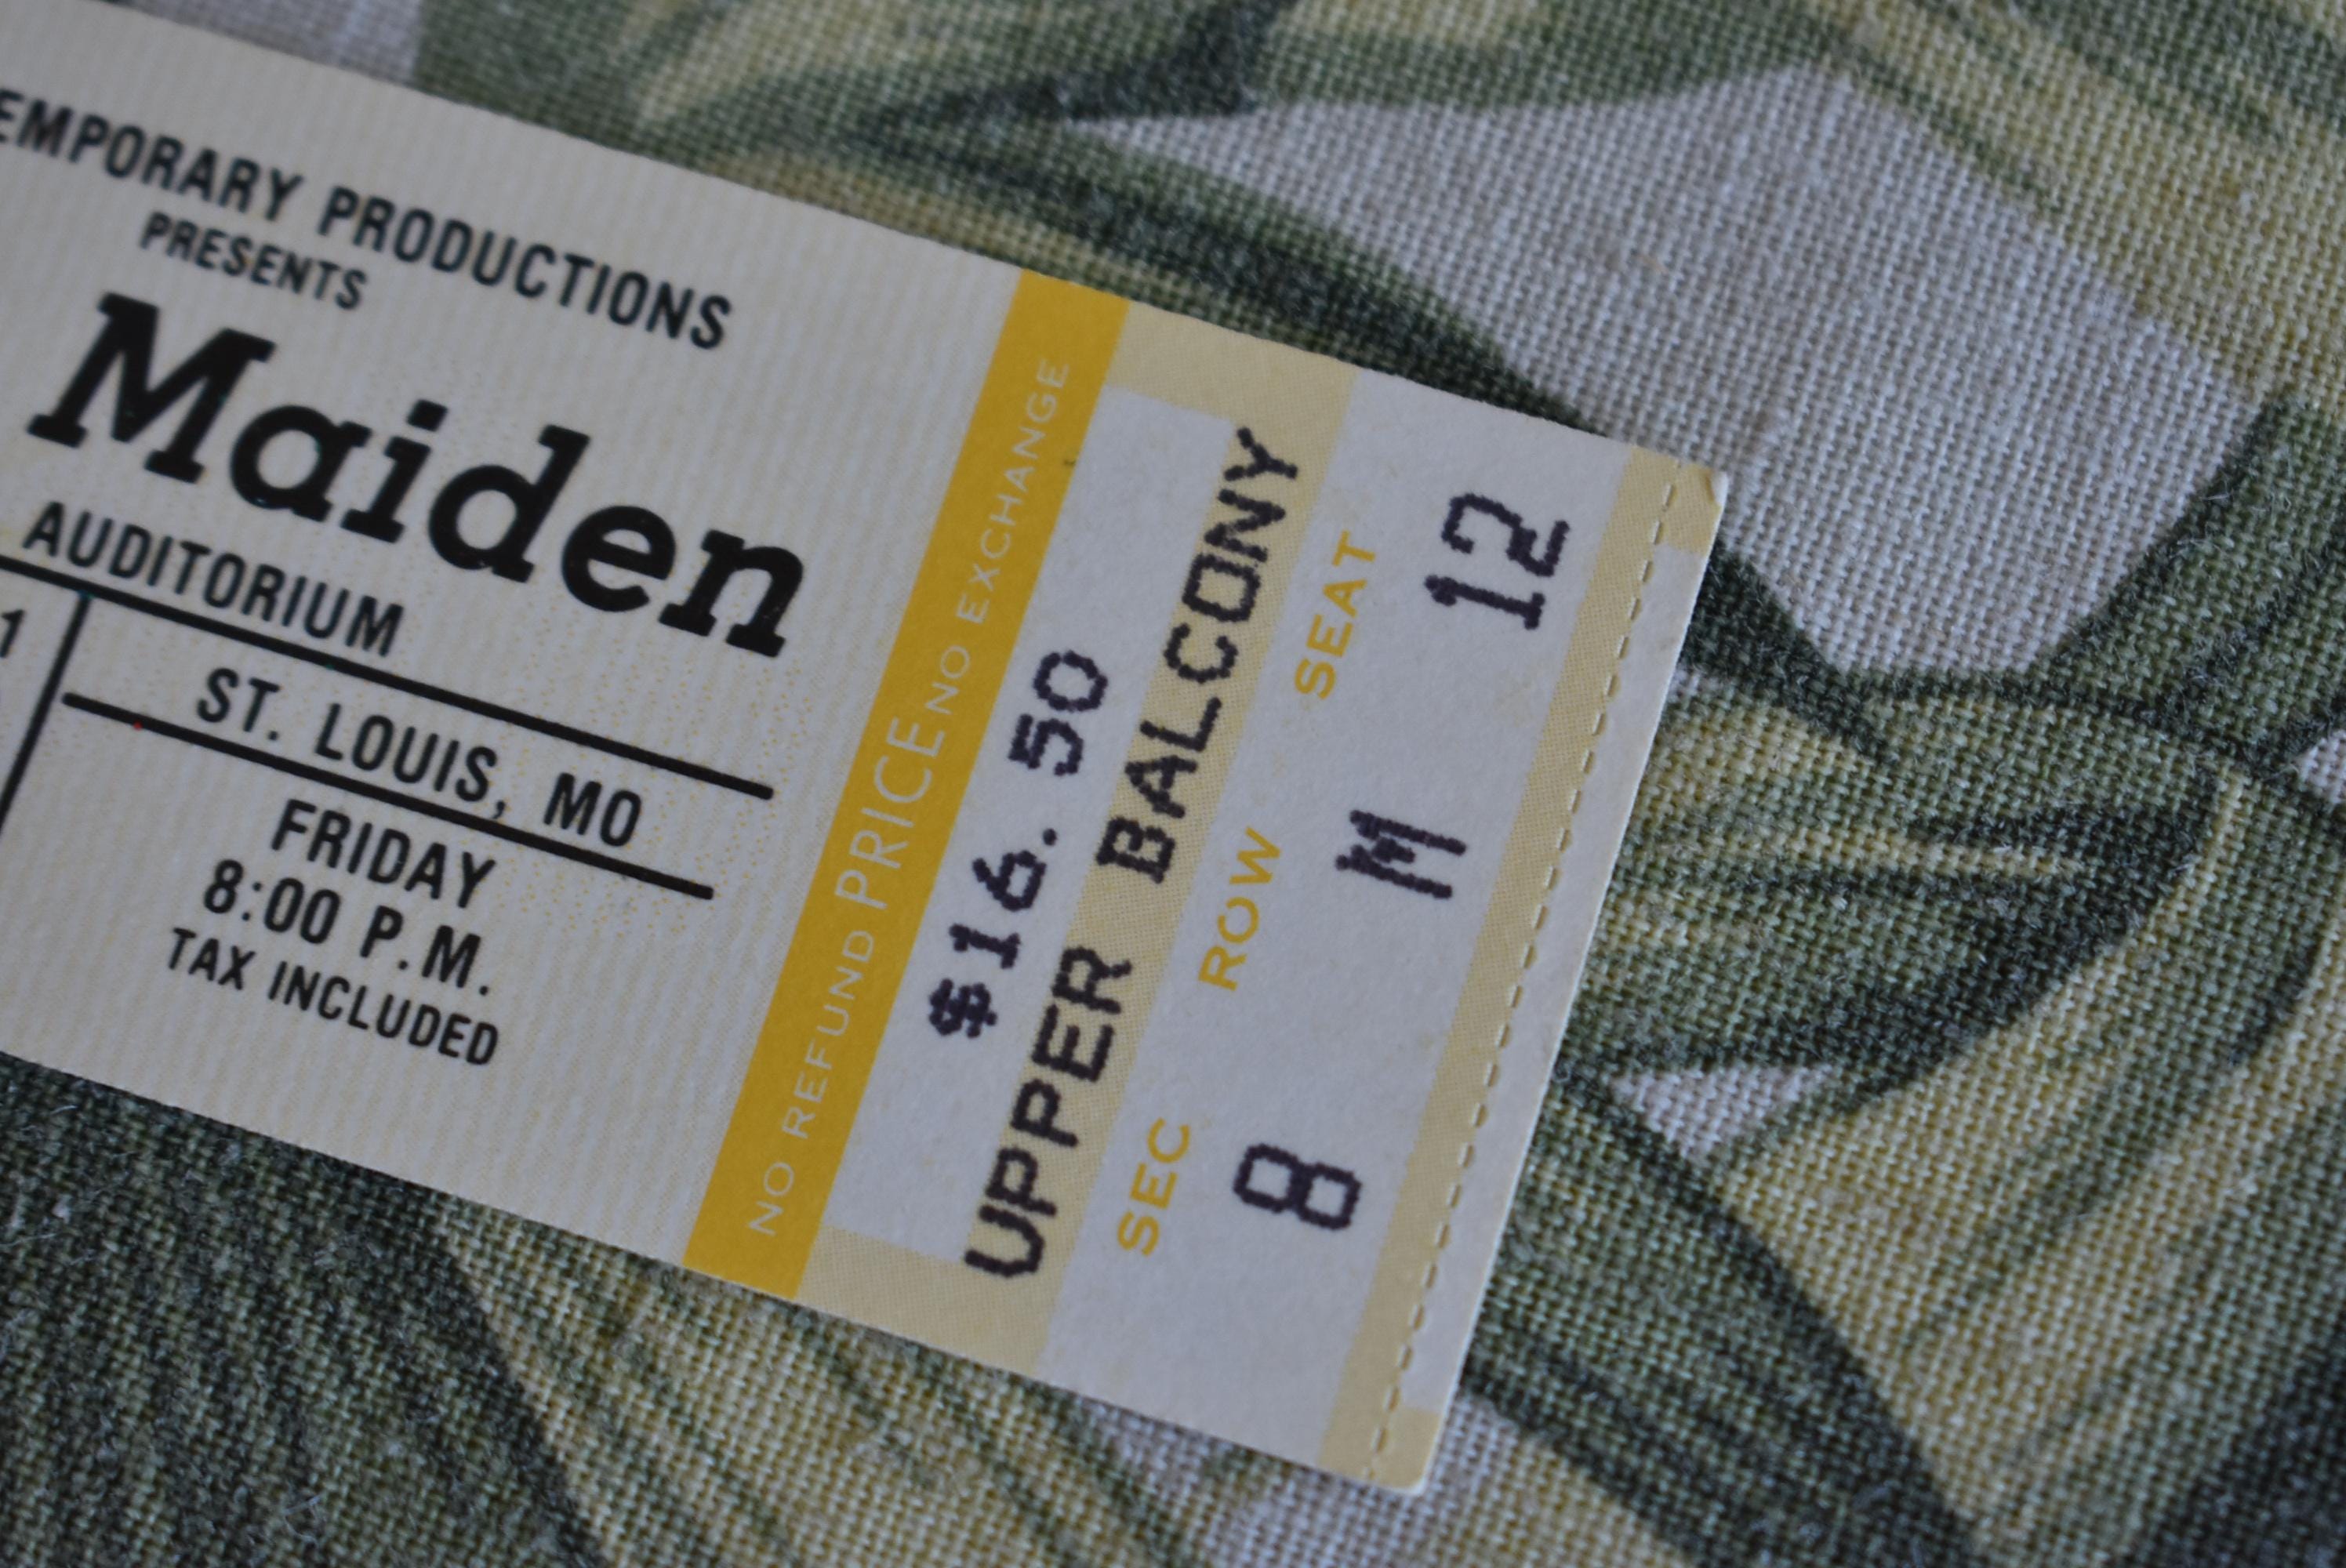 EMPORARY PRODUCTIONS
PRESENTS
Maiden
AUDITORIUM
1
ST. LOUIS, MO
FRIDAY
8:00 P.M.
TAX INCLUDED
NO REFUND PRICE NO EXCHANGE
$16.50
UPPER BALCONY
SEC ROW SEAT
8 M 12